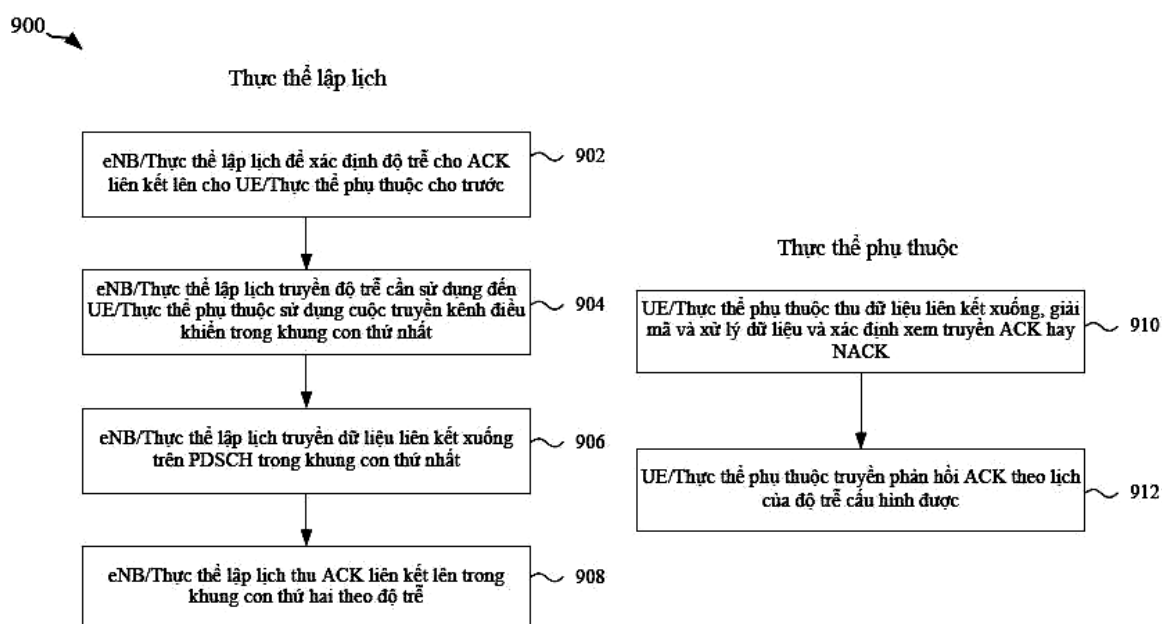 900
Thực thể lập lịch
eNB/Thực thể lập lịch để xác định độ trễ cho ACK
liên kết lên cho UE/Thực thể phụ thuộc cho trước
902
eNB/Thực thể lập lịch truyền độ trễ cần sử dụng đến
UE/Thực thể phụ thuộc sử dụng cuộc truyền kênh điều
khiển trong khung con thứ nhất
904
eNB/Thực thể lập lịch truyền dữ liệu liên kết xuống
trên PDSCH trong khung con thứ nhất
906
eNB/Thực thể lập lịch thu ACK liên kết lên trong
khung con thứ hai theo độ trễ
908
Thực thể phụ thuộc
UE/Thực thể phụ thuộc thu dữ liệu liên kết xuống, giải
mã và xử lý dữ liệu và xác định xem truyền ACK hay
NACK
910
UE/Thực thể phụ thuộc truyền phản hồi ACK theo lịch
của độ trễ cấu hình được
912